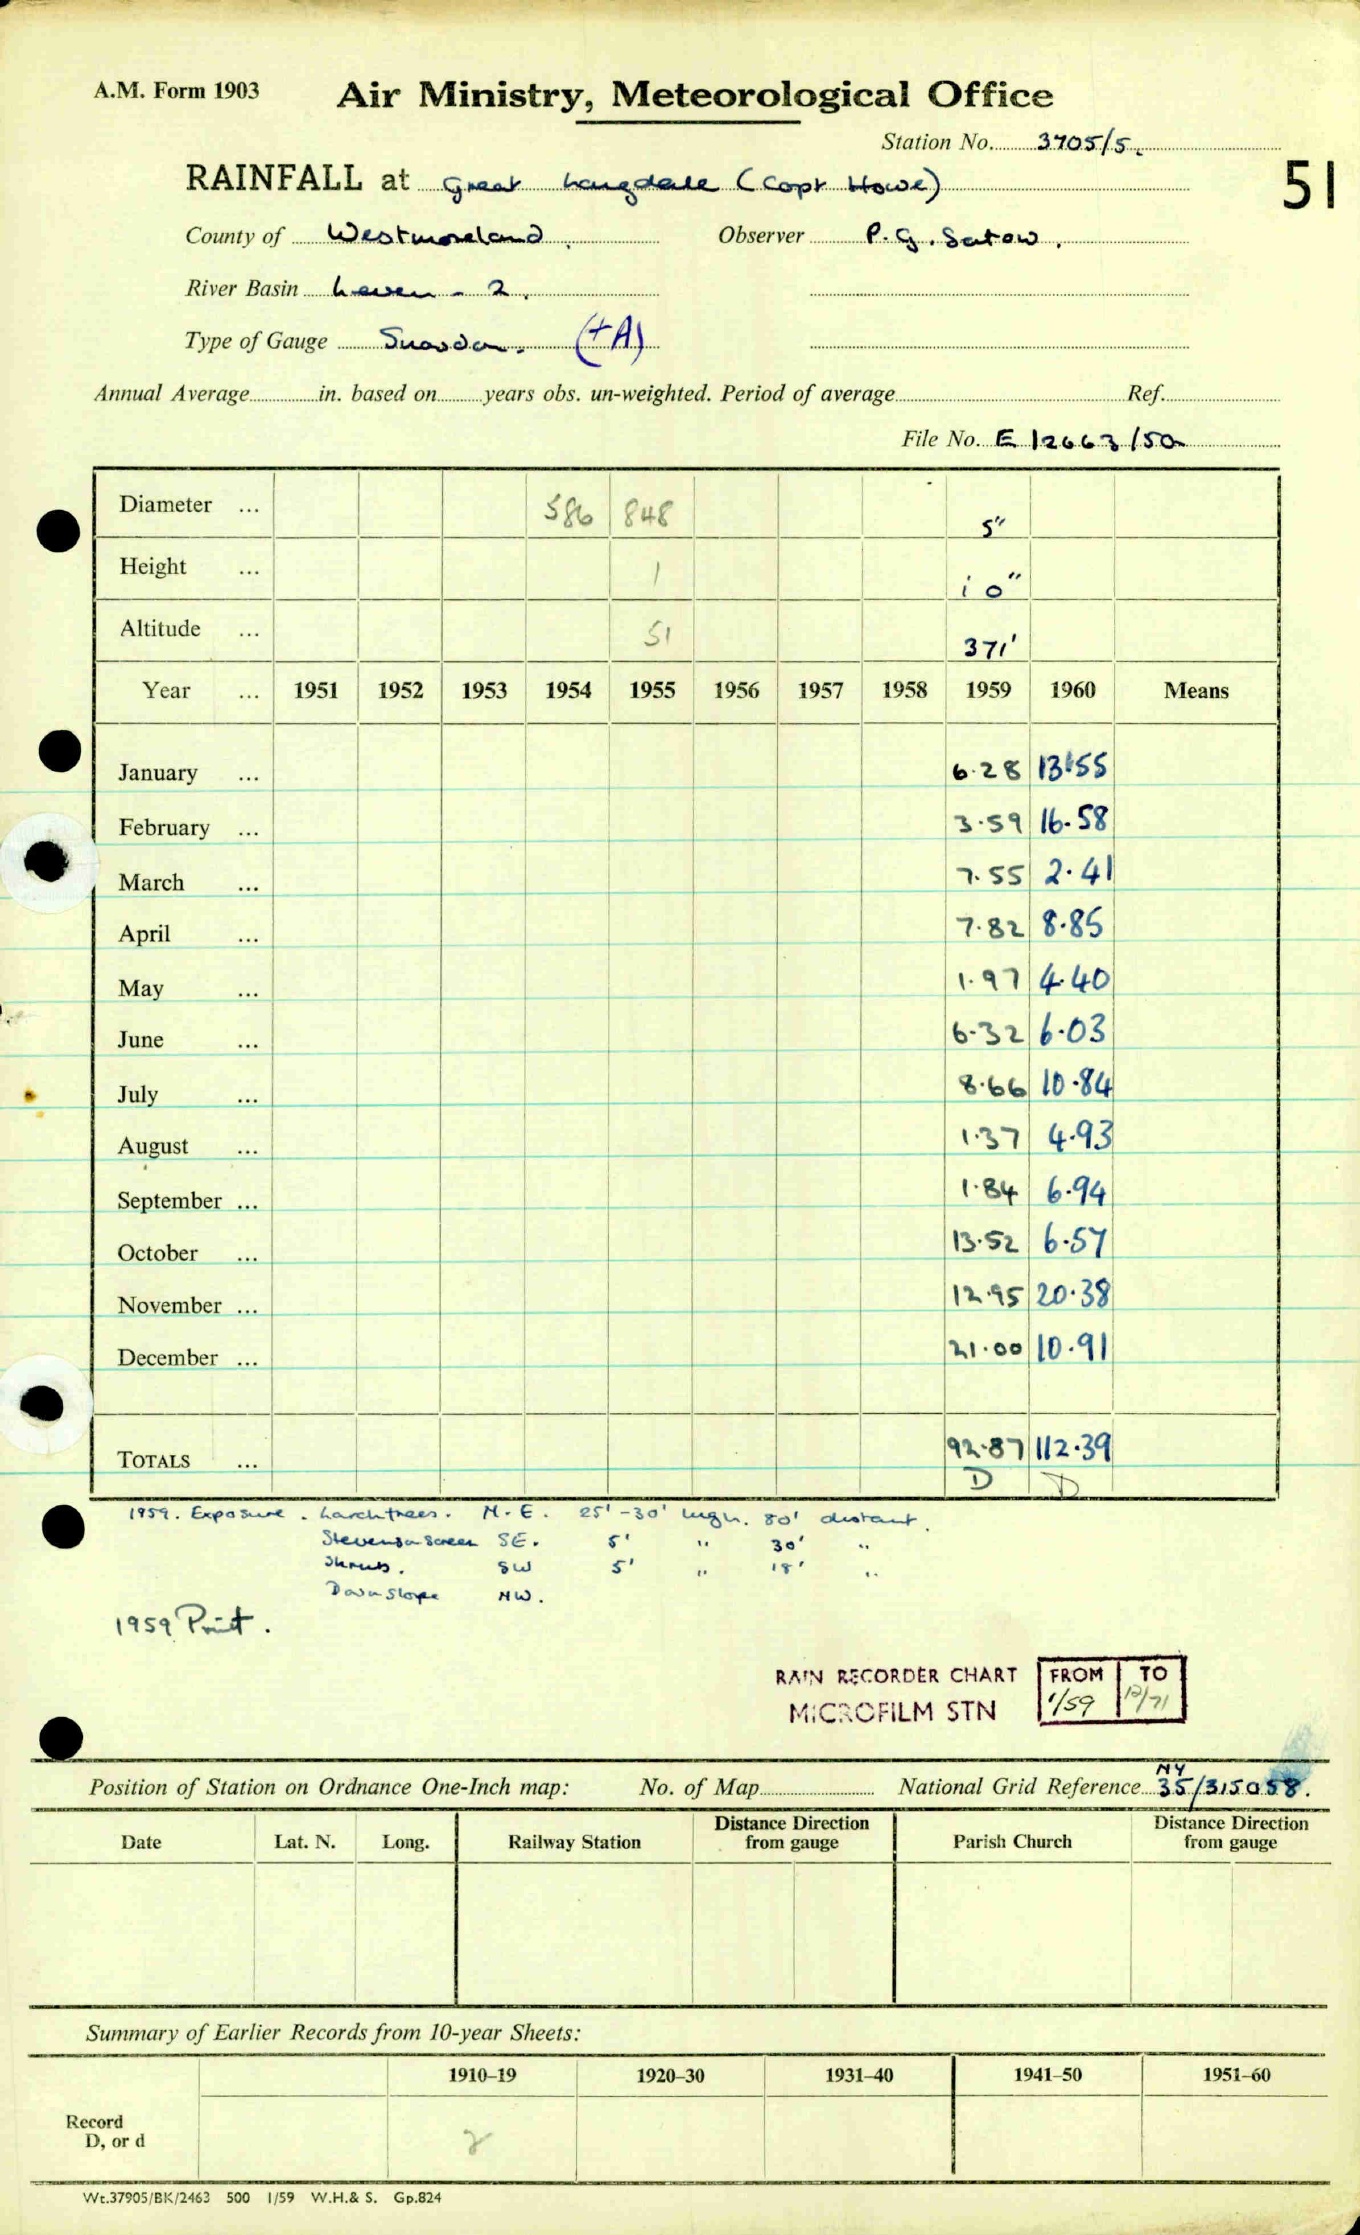 A.M. Form 1903 Air Ministry, Meteorological Office
Station No. 3705/5.
51
RAINFALL at Great Langdale (Copt Howe)
County of Westmoreland. Observer P.G. Satow.
River Basin Leven - 2.
Type of Gauge Snowdon. (+A)
Annual Average in. based on years obs. un-weighted. Period of average Ref.
File No. E 12663/50
Diameter ... 586 848 5"
Height ... 1 1 0"
Altitude ... 51 371'
Year ... 1951 1952 1953 1954 1955 1956 1957 1958 1959 1960 Means
January ... 6.28 13.55
February ... 3.59 16.58
March ... 7.55 2.41
April ... 7.82 8.85
May ... 1.97 4.40
June ... 6.32 6.03
July ... 8.66 10.84
August ... 1.37 4.93
September ... 1.84 6.94
October ... 13.52 6.57
November ... 12.95 20.38
December ... 21.00 10.91
TOTALS ... 92.87 112.39
D D
1959. Exposure. Larch trees. N.E. 25'-30' high. 80' distant.
Stevenson Screen SE. 5' " 30' "
Shrub. SW 5' " 18' "
Down Slope NW.
1959 Print.
RAIN RECORDER CHART FROM TO
MICROFILM STN 1/59 12/71
NY
Position of Station on Ordnance One-Inch map: No. of Map National Grid Reference 35/315058.
Date Lat. N. Long. Railway Station Distance Direction from gauge Parish Church Distance Direction from gauge
Summary of Earlier Records from 10-year Sheets:
1910–19 1920–30 1931–40 1941–50 1951–60
Record
D, or d
Wt.37905/BK/2463 500 1/59 W.H.& S. Gp.824